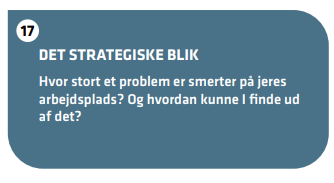 17
DET STRATEGISKE BLIK
Hvor stort et problem er smerter på jeres
arbejdsplads? Og hvordan kunne I finde ud
af det?